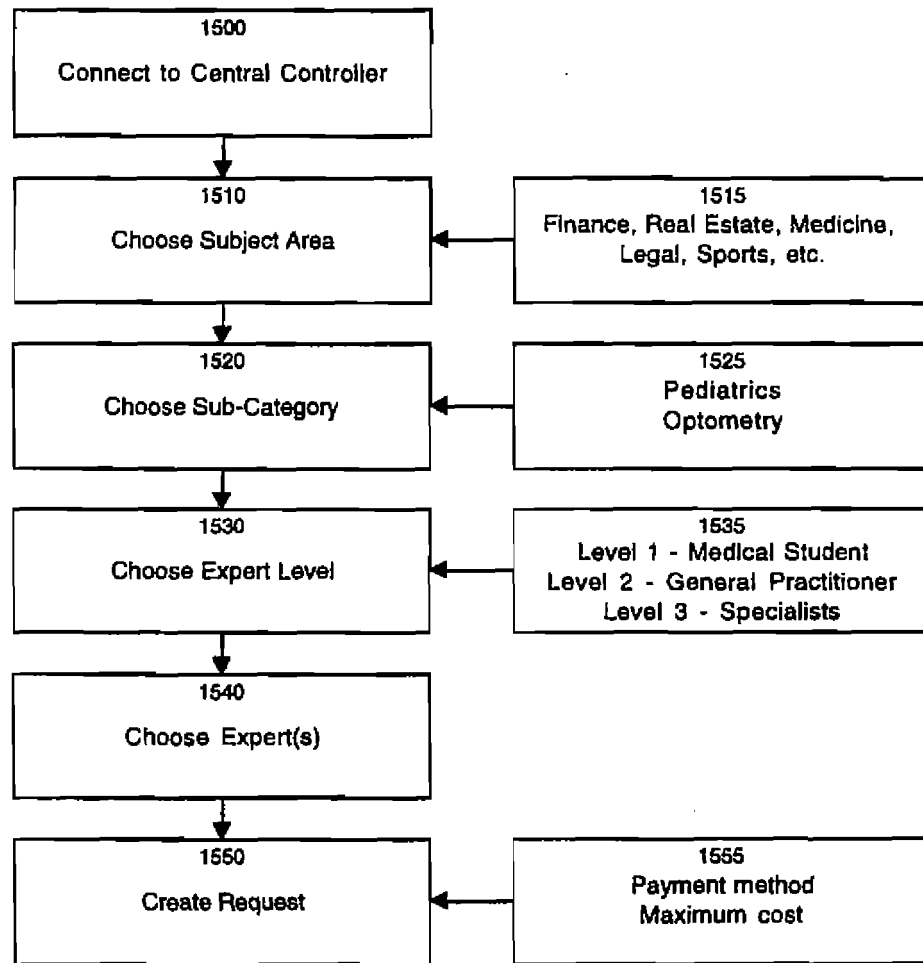 1500
Connect to Central Controller
1510
Choose Subject Area
1515
Finance, Real Estate, Medicine,
Legal, Sports, etc.
1520
Choose Sub-Category
1525
Pediatrics
Optometry
1530
Choose Expert Level
1535
Level 1 - Medical Student
Level 2 - General Practitioner
Level 3 - Specialists
1540
Choose Expert(s)
1550
Create Request
1555
Payment method
Maximum cost